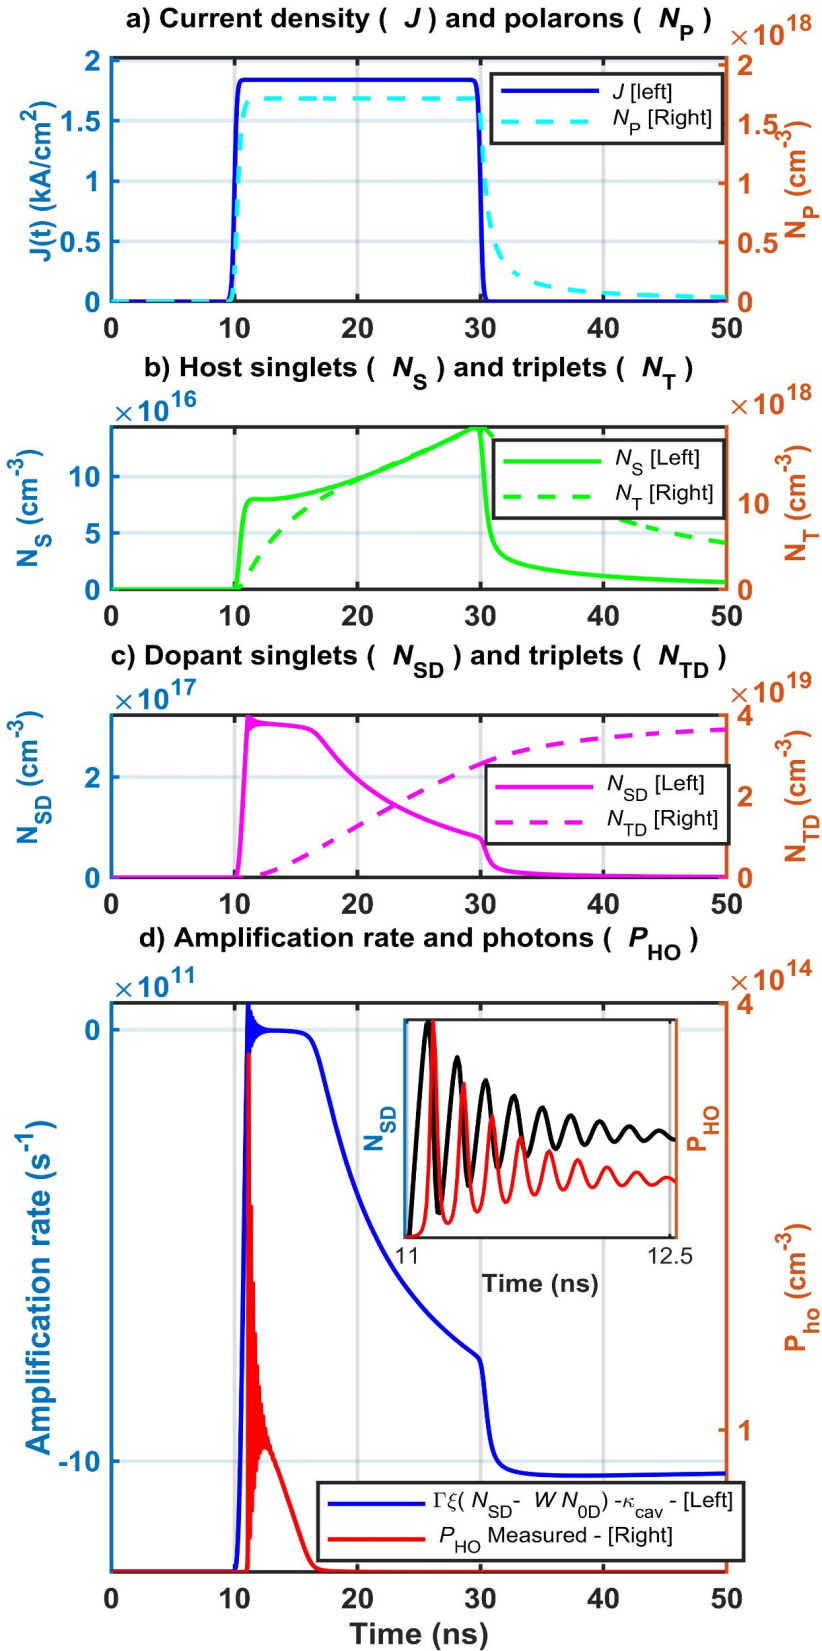 a) Current density ( J ) and polarons ( N_P )
×10^18
2 2
1.5 1.5
1 1
0.5 0.5
0 0
J(t) (kA/cm^2)
N_P (cm^-3)
J [left]
N_P [Right]
0 10 20 30 40 50
b) Host singlets ( N_S ) and triplets ( N_T )
×10^16 ×10^18
10 10
5
0 0
N_S (cm^-3)
N_T (cm^-3)
N_S [Left]
N_T [Right]
0 10 20 30 40 50
c) Dopant singlets ( N_SD ) and triplets ( N_TD )
×10^17 ×10^19
4
2 2
0 0
N_SD (cm^-3)
N_TD (cm^-3)
N_SD [Left]
N_TD [Right]
0 10 20 30 40 50
d) Amplification rate and photons ( P_HO )
×10^11 ×10^14
4
0
1
-10
Amplification rate (s^-1)
P_ho (cm^-3)
N_SD
P_HO
11 12.5
Time (ns)
Γξ( N_SD- W N_0D) -κ_cav - [Left]
P_HO Measured - [Right]
0 10 20 30 40 50
Time (ns)